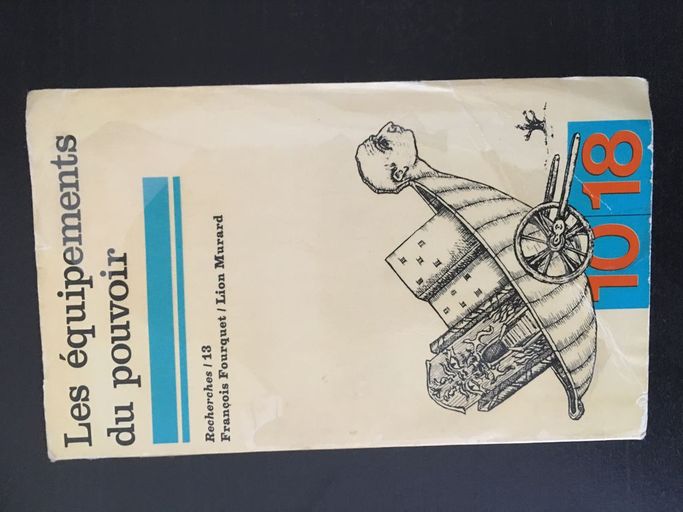 Les équipements
du pouvoir
Recherches / 13
François Fourquet / Lion Murard
10 18